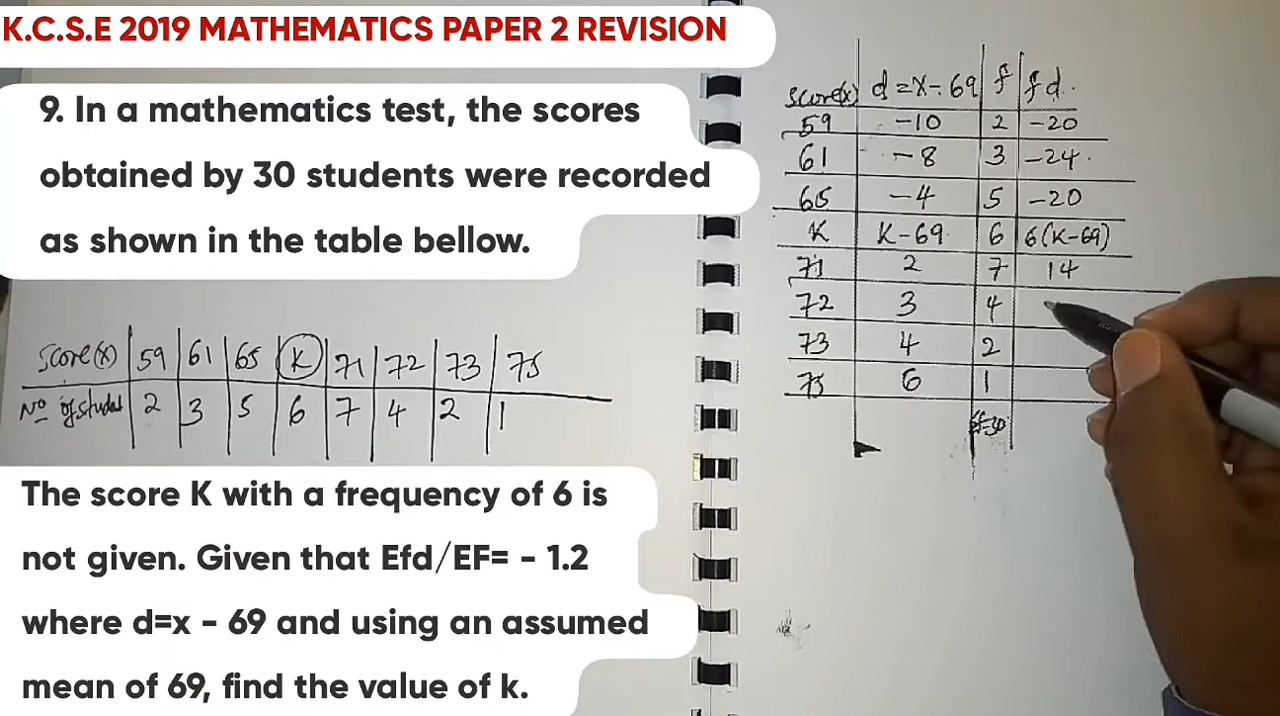 K.C.S.E 2019 MATHEMATICS PAPER 2 REVISION
9. In a mathematics test, the scores
obtained by 30 students were recorded
as shown in the table bellow.
Score(x) 59 61 65 K 71 72 73 75
No of student 2 3 5 6 7 4 2 1
The score K with a frequency of 6 is
not given. Given that Efd/EF= - 1.2
where d=x - 69 and using an assumed
mean of 69, find the value of k.
Score(x) d=x-69 f fd
59 -10 2 -20
61 -8 3 -24
65 -4 5 -20
K K-69 6 6(K-69)
71 2 7 14
72 3 4
73 4 2
75 6 1